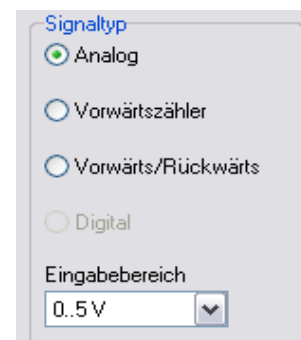 Signaltyp
Analog
Vorwärtszähler
Vorwärts/Rückwärts
Digital
Eingabebereich
0..5 V